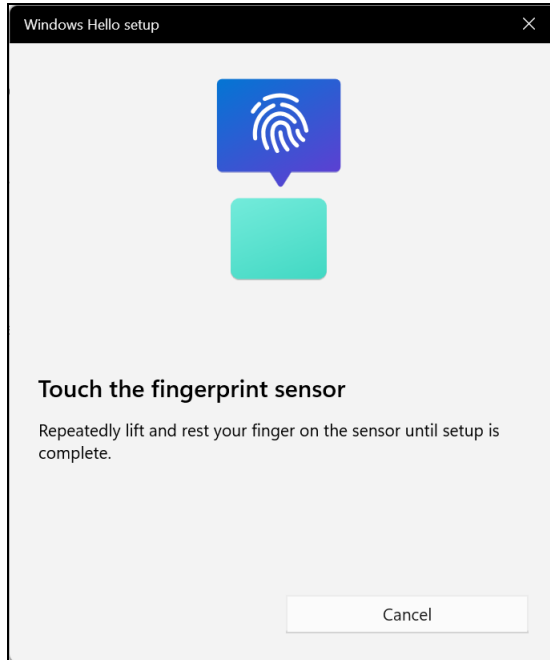 Windows Hello setup
Touch the fingerprint sensor
Repeatedly lift and rest your finger on the sensor until setup is
complete.
Cancel